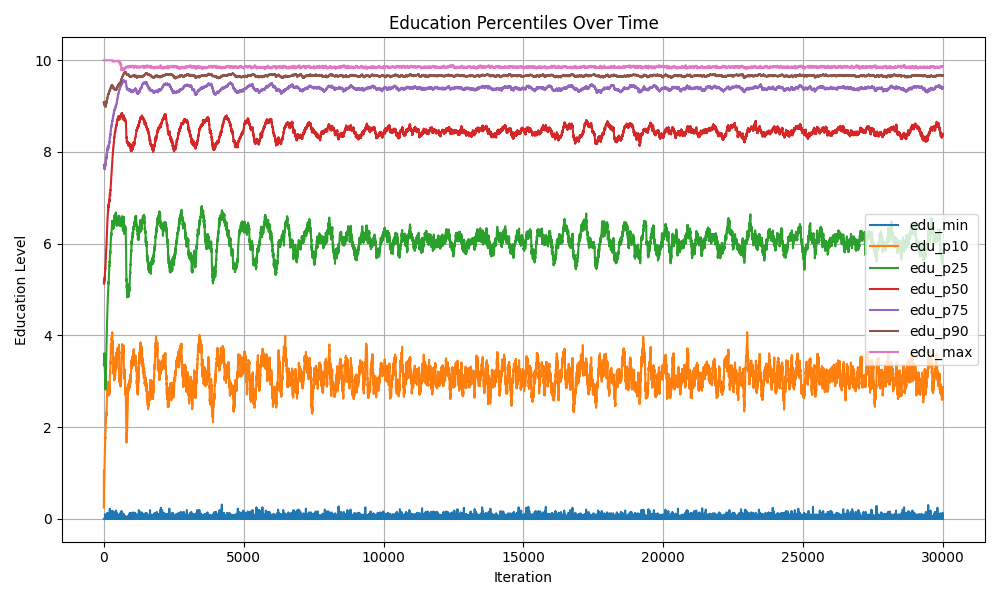 Education Percentiles Over Time
Education Level
10
8
6
4
2
0
edu_min
edu_p10
edu_p25
edu_p50
edu_p75
edu_p90
edu_max
0 5000 10000 15000 20000 25000 30000
Iteration